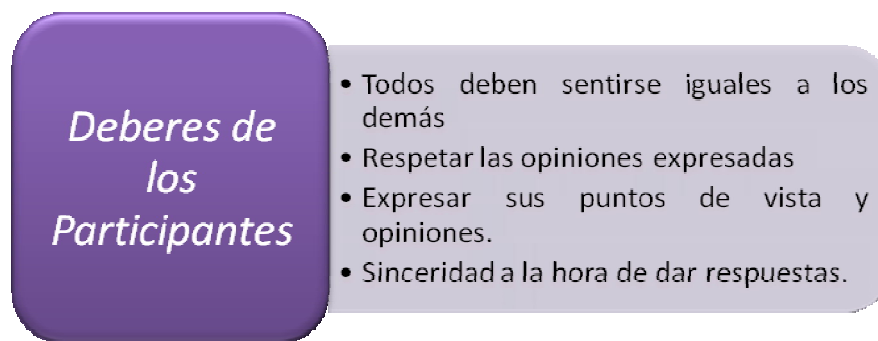 Deberes de
los
Participantes
• Todos deben sentirse iguales a los
demás
• Respetar las opiniones expresadas
• Expresar sus puntos de vista y
opiniones.
• Sinceridad a la hora de dar respuestas.